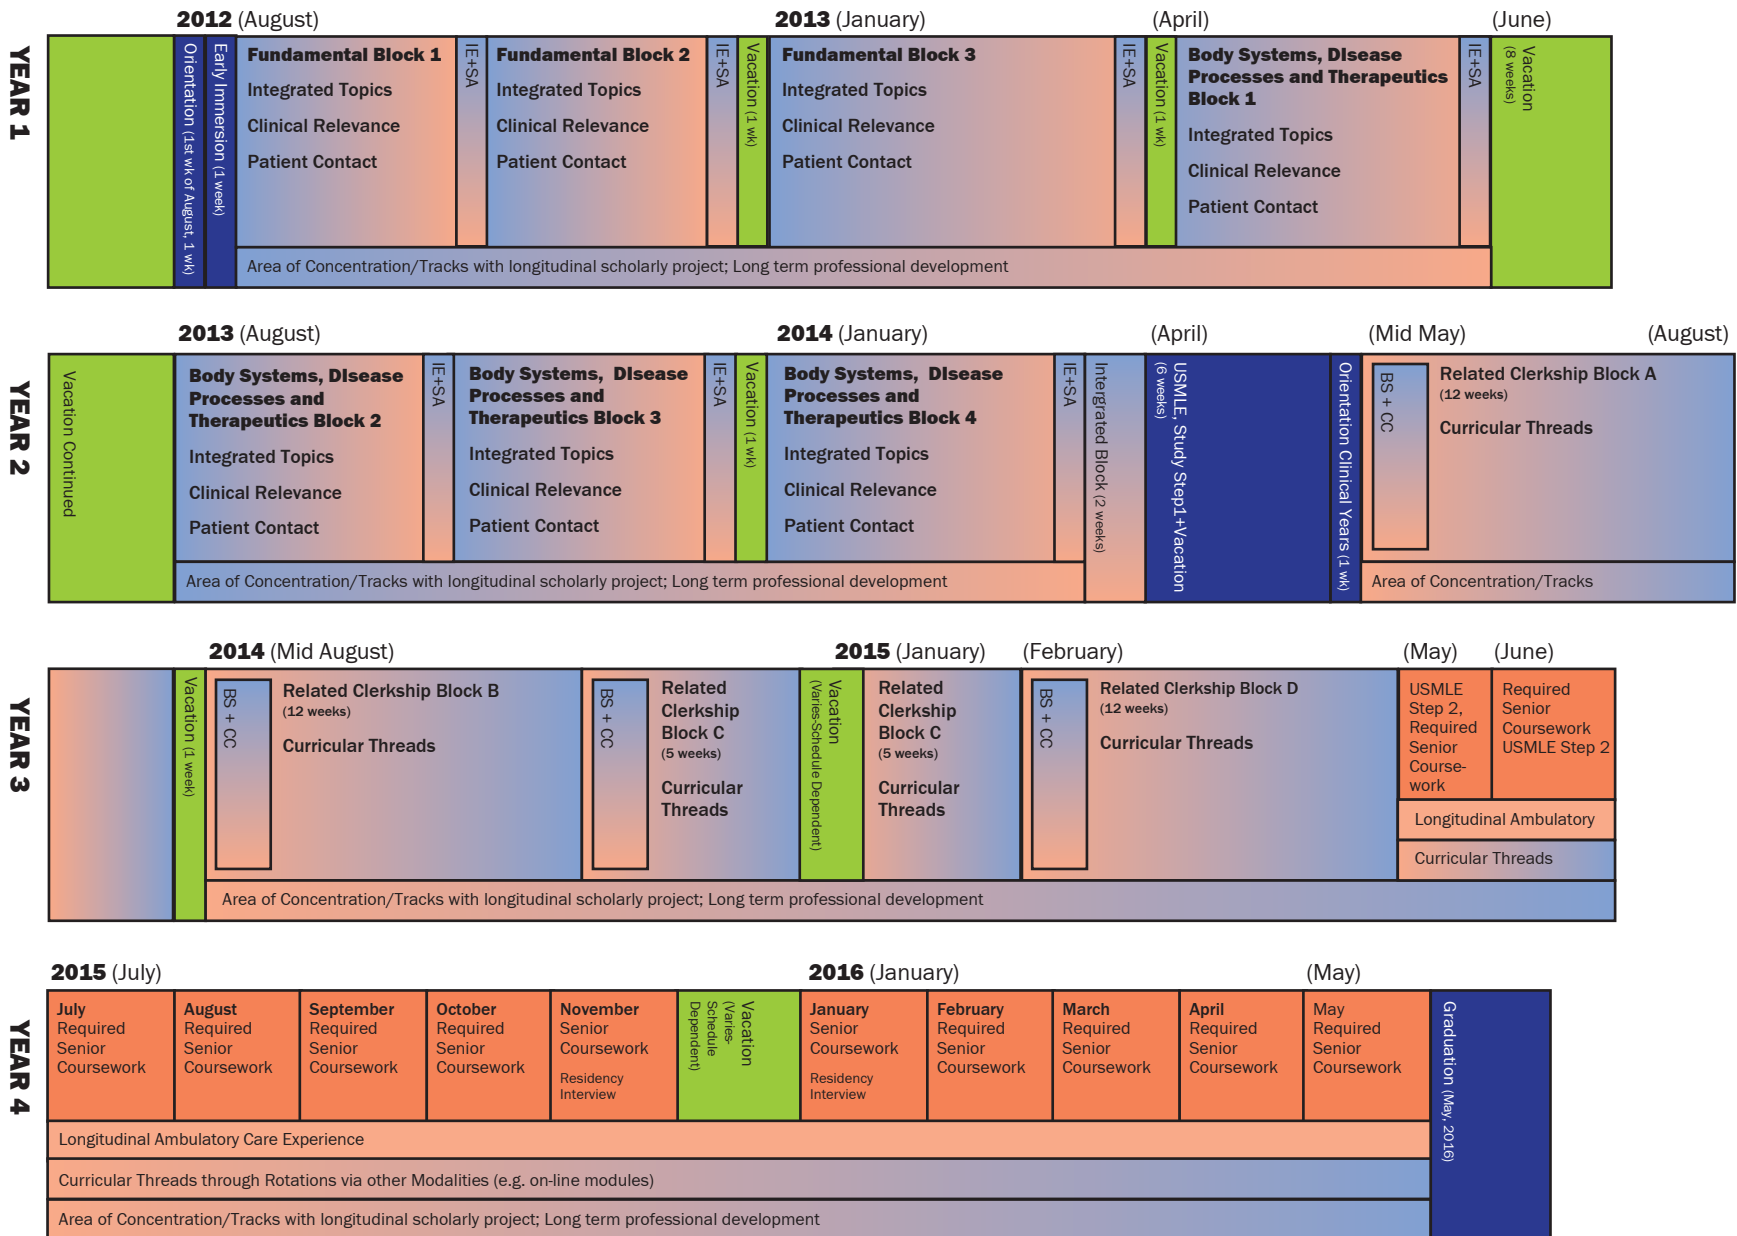 2012 (August)
2013 (January)
(April)
(June)
YEAR 1
Orientation (1st wk of August, 1 wk)
Early Immersion (1 week)
Fundamental Block 1
Integrated Topics
Clinical Relevance
Patient Contact
IE+SA
Fundamental Block 2
Integrated Topics
Clinical Relevance
Patient Contact
IE+SA
Vacation (1 wk)
Fundamental Block 3
Integrated Topics
Clinical Relevance
Patient Contact
IE+SA
Vacation (1 wk)
Body Systems, DIsease
Processes and Therapeutics
Block 1
Integrated Topics
Clinical Relevance
Patient Contact
IE+SA
Vacation
(8 weeks)
Area of Concentration/Tracks with longitudinal scholarly project; Long term professional development
2013 (August)
2014 (January)
(April)
(Mid May)
(August)
YEAR 2
Vacation Continued
Body Systems, DIsease
Processes and
Therapeutics Block 2
Integrated Topics
Clinical Relevance
Patient Contact
IE+SA
Body Systems, DIsease
Processes and
Therapeutics Block 3
Integrated Topics
Clinical Relevance
Patient Contact
IE+SA
Vacation (1 wk)
Body Systems, DIsease
Processes and
Therapeutics Block 4
Integrated Topics
Clinical Relevance
Patient Contact
IE+SA
Intergrated Block (2 weeks)
USMLE, Study Step1+Vacation
(6 weeks)
Orientation Clinical Years (1 wk)
BS + CC
Related Clerkship Block A
(12 weeks)
Curricular Threads
Area of Concentration/Tracks with longitudinal scholarly project; Long term professional development
Area of Concentration/Tracks
2014 (Mid August)
2015 (January)
(February)
(May)
(June)
YEAR 3
Vacation (1 week)
BS + CC
Related Clerkship Block B
(12 weeks)
Curricular Threads
BS + CC
Related
Clerkship
Block C
(5 weeks)
Curricular
Threads
Vacation
(Varies-Schedule Dependent)
Related
Clerkship
Block C
(5 weeks)
Curricular
Threads
BS + CC
Related Clerkship Block D
(12 weeks)
Curricular Threads
USMLE
Step 2,
Required
Senior
Course-
work
Required
Senior
Coursework
USMLE Step 2
Longitudinal Ambulatory
Curricular Threads
Area of Concentration/Tracks with longitudinal scholarly project; Long term professional development
2015 (July)
2016 (January)
(May)
YEAR 4
July
Required
Senior
Coursework
August
Required
Senior
Coursework
September
Required
Senior
Coursework
October
Required
Senior
Coursework
November
Senior
Coursework
Residency
Interview
Vacation
(Varies-
Schedule
Dependent)
January
Senior
Coursework
Residency
Interview
February
Required
Senior
Coursework
March
Required
Senior
Coursework
April
Required
Senior
Coursework
May
Required
Senior
Coursework
Graduation (May, 2016)
Longitudinal Ambulatory Care Experience
Curricular Threads through Rotations via other Modalities (e.g. on-line modules)
Area of Concentration/Tracks with longitudinal scholarly project; Long term professional development